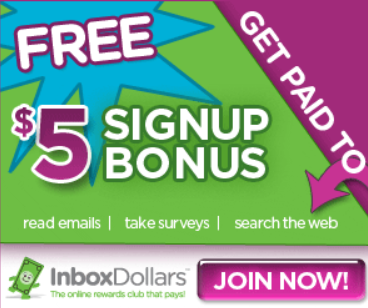 FREE
GET PAID TO
$5 SIGNUP
BONUS
read emails | take surveys | search the web
InboxDollars™
The online rewards club that pays!
JOIN NOW!